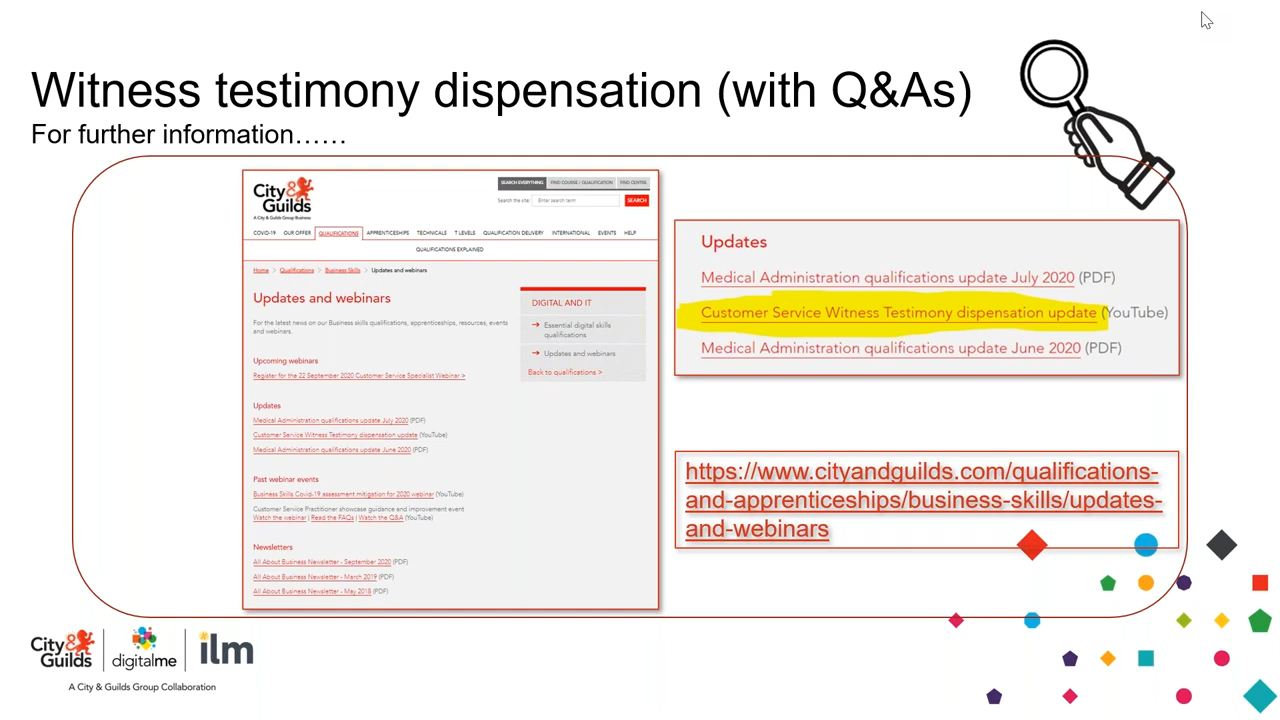 Witness testimony dispensation (with Q&As)
For further information……
City&
Guilds
A City & Guilds Group Business
SEARCH EVERYTHING
FIND COURSE / QUALIFICATION
FIND CENTRE
Search the site:
Enter search term
SEARCH
COVID-19
OUR OFFER
QUALIFICATIONS
APPRENTICESHIPS
TECHNICALS
T LEVELS
QUALIFICATION DELIVERY
INTERNATIONAL
EVENTS
HELP
QUALIFICATIONS EXPLAINED
Home > Qualifications > Business Skills > Updates and webinars
Updates and webinars
For the latest news on our Business skills qualifications, apprenticeships, resources, events
and webinars.
Upcoming webinars
Register for the 22 September 2020 Customer Service Specialist Webinar >
Updates
Medical Administration qualifications update July 2020 (PDF)
Customer Service Witness Testimony dispensation update (YouTube)
Medical Administration qualifications update June 2020 (PDF)
Past webinar events
Business Skills Covid-19 assessment mitigation for 2020 webinar (YouTube)
Customer Service Practitioner showcase guidance and improvement event
Watch the webinar | Read the FAQs | Watch the Q&A (YouTube)
Newsletters
All About Business Newsletter - September 2020 (PDF)
All About Business Newsletter - March 2019 (PDF)
All About Business Newsletter - May 2018 (PDF)
DIGITAL AND IT
→ Essential digital skills
qualifications
→ Updates and webinars
Back to qualifications >
Updates
Medical Administration qualifications update July 2020 (PDF)
Customer Service Witness Testimony dispensation update (YouTube)
Medical Administration qualifications update June 2020 (PDF)
https://www.cityandguilds.com/qualifications-
and-apprenticeships/business-skills/updates-
and-webinars
City&
Guilds
digitalme
ilm
A City & Guilds Group Collaboration